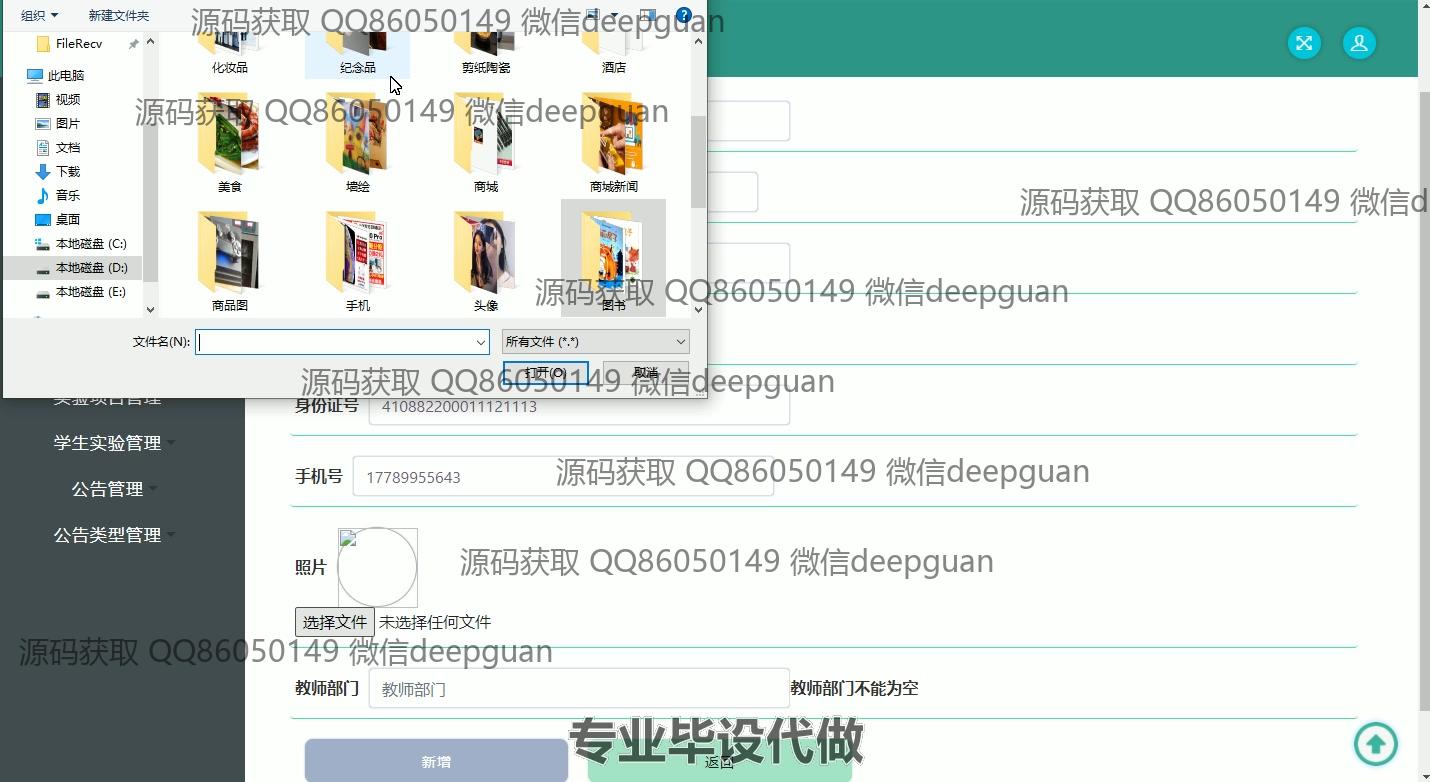 组织 新建文件夹
源码获取 QQ86050149 微信deepguan
FileRecv
此电脑
视频
图片
文档
下载
音乐
桌面
本地磁盘 (C:)
本地磁盘 (D:)
本地磁盘 (E:)
化妆品 纪念品 剪纸陶瓷 酒店
源码获取 QQ86050149 微信deepguan
美食 墙绘 商城 商城新闻
源码获取 QQ86050149 微信d
商品图 手机 头像 图书
源码获取 QQ86050149 微信deepguan
文件名(N): 所有文件 (*.*)
打开(O) 取消
源码获取 QQ86050149 微信deepguan
实验项目管理
学生实验管理
公告管理
公告类型管理
身份证号 410882200011121113
手机号 17789955643
源码获取 QQ86050149 微信deepguan
照片
源码获取 QQ86050149 微信deepguan
选择文件 未选择任何文件
源码获取 QQ86050149 微信deepguan
教师部门 教师部门 教师部门不能为空
专业毕设代做
新增 返回